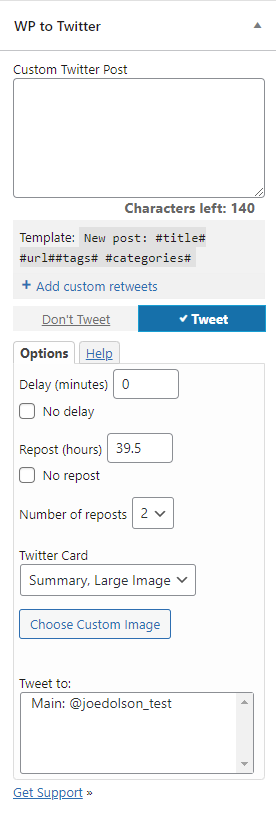 WP to Twitter
Custom Twitter Post
Characters left: 140
Template: New post: #title#
#url##tags# #categories#
+ Add custom retweets
Don't Tweet ✔ Tweet
Options Help
Delay (minutes) 0
No delay
Repost (hours) 39.5
No repost
Number of reposts 2
Twitter Card
Summary, Large Image
Choose Custom Image
Tweet to:
Main: @joedolson_test
Get Support »